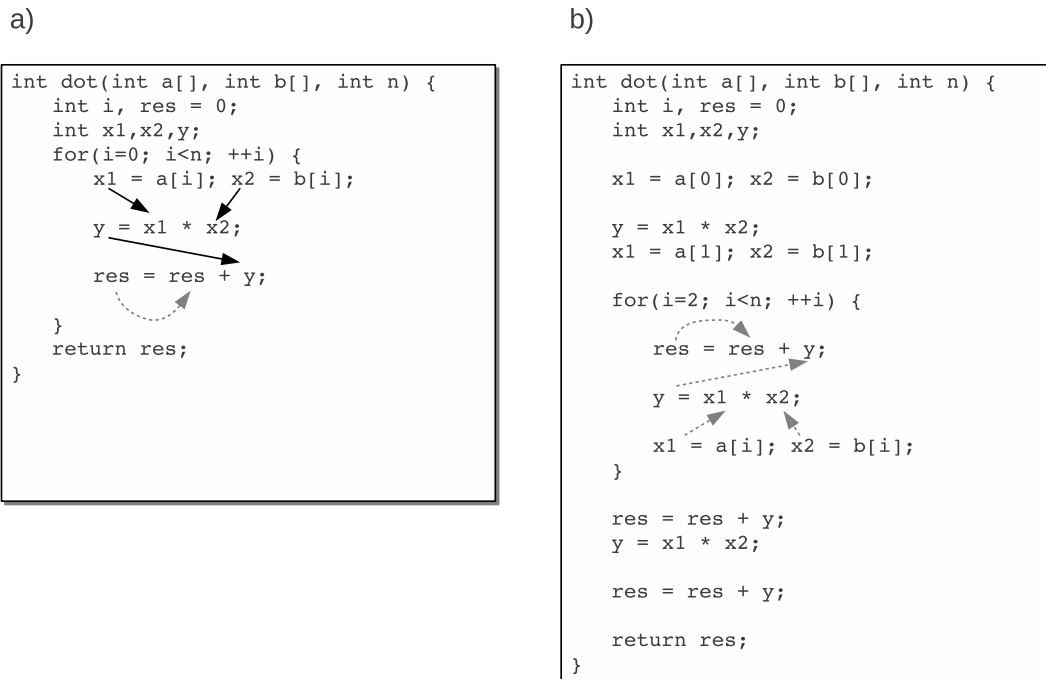 a)
int dot(int a[], int b[], int n) {
int i, res = 0;
int x1,x2,y;
for(i=0; i<n; ++i) {
x1 = a[i]; x2 = b[i];
y = x1 * x2;
res = res + y;
}
return res;
}
b)
int dot(int a[], int b[], int n) {
int i, res = 0;
int x1,x2,y;
x1 = a[0]; x2 = b[0];
y = x1 * x2;
x1 = a[1]; x2 = b[1];
for(i=2; i<n; ++i) {
res = res + y;
y = x1 * x2;
x1 = a[i]; x2 = b[i];
}
res = res + y;
y = x1 * x2;
res = res + y;
return res;
}